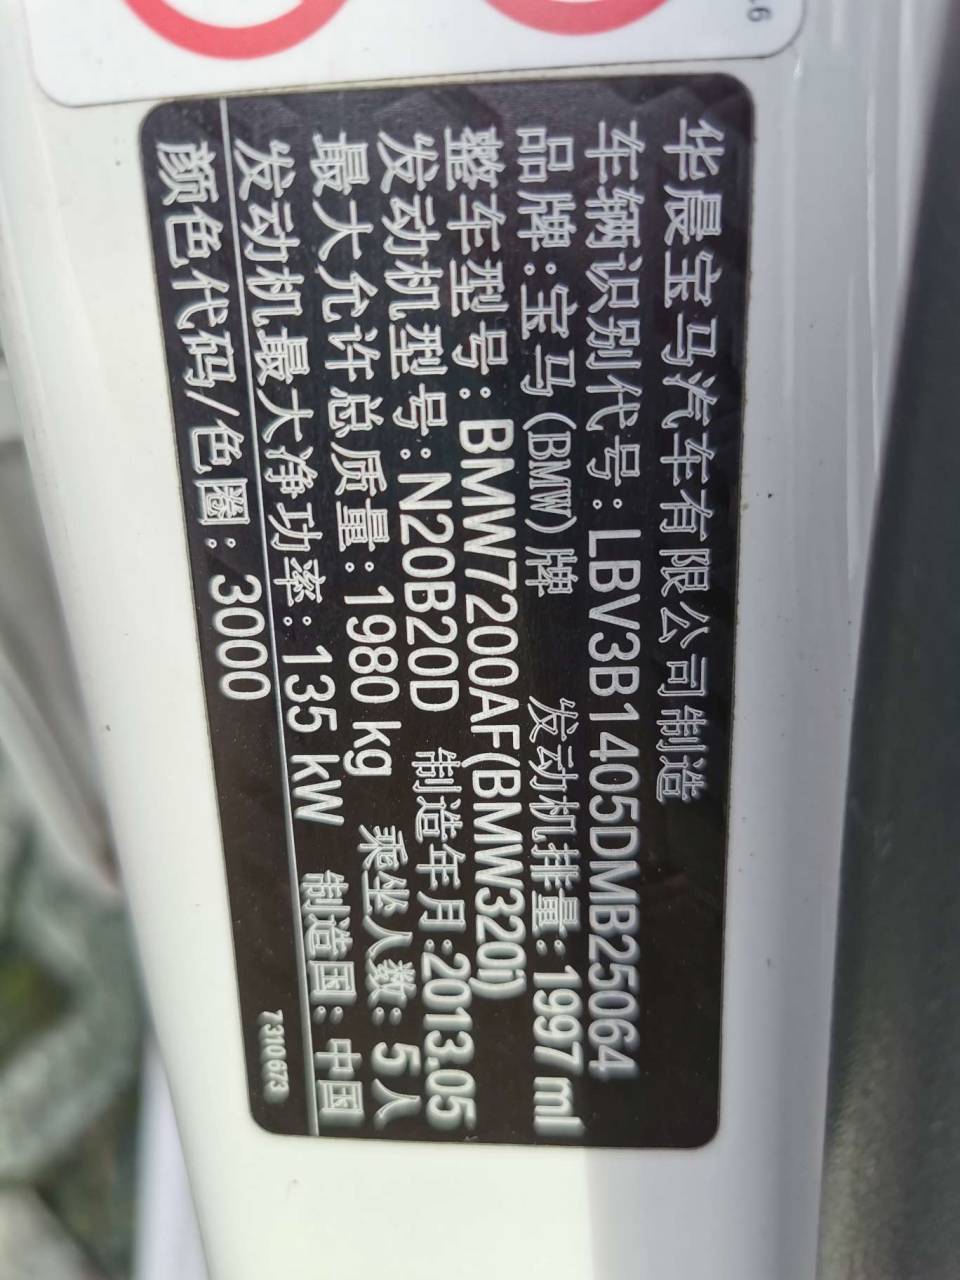 华晨宝马汽车有限公司制造
车辆识别代号:LBV3B1405DMB25064
品牌:宝马(BMW)牌 发动机排量:1997 ml
整车型号:BMW7200AF(BMW320i)
发动机型号:N20B20D 制造年月:2013.05
最大允许总质量:1980 kg 乘坐人数:5人
发动机最大净功率:135 kW 制造国:中国
颜色代码/色圈:3000
7310 673